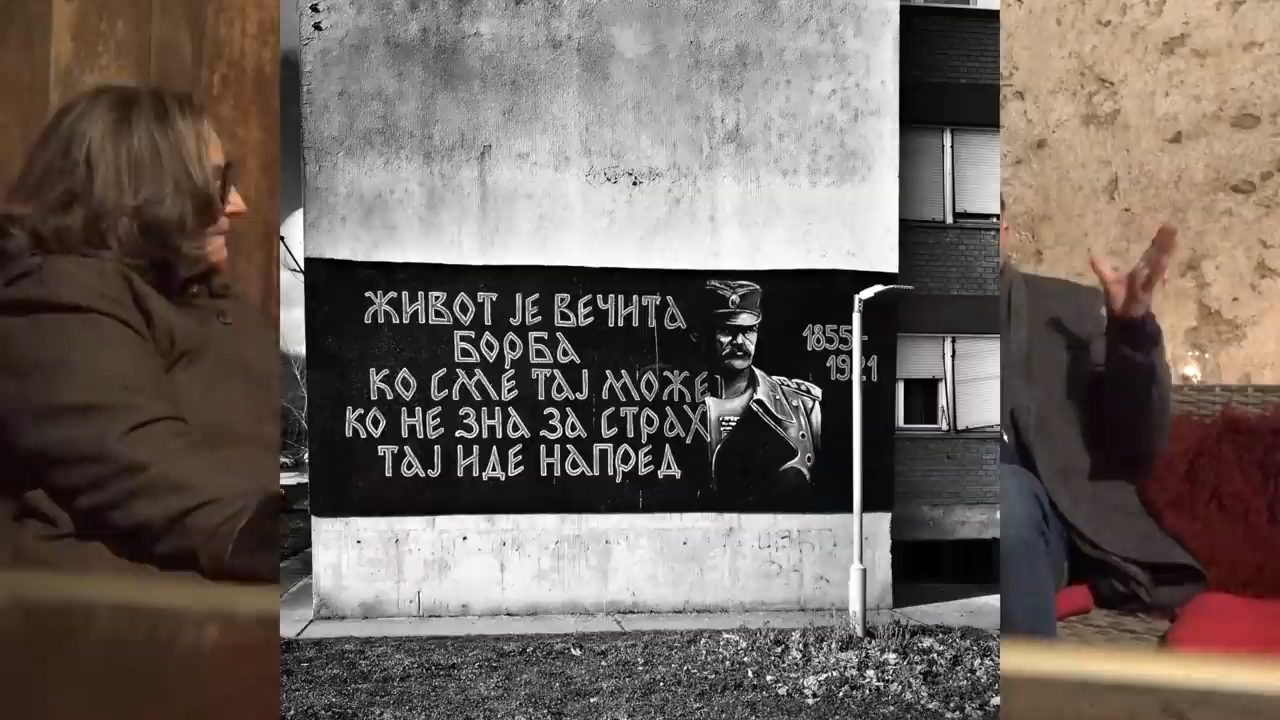 ЖИВОТ ЈЕ ВЕЧИТА
БОРБА
КО СМЕ ТАЈ МОЖЕ
КО НЕ ЗНА ЗА СТРАХ
ТАЈ ИДЕ НАПРЕД
1855-
1921